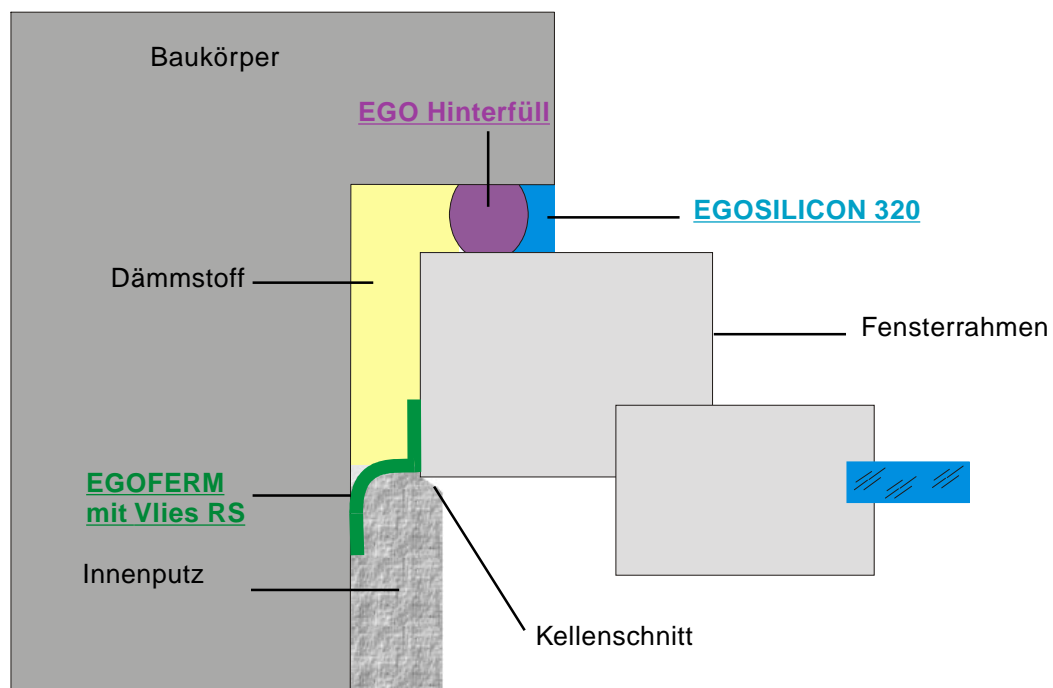 Baukörper
EGO Hinterfüll
EGOSILICON 320
Dämmstoff
Fensterrahmen
EGOFERM
mit Vlies RS
Innenputz
Kellenschnitt